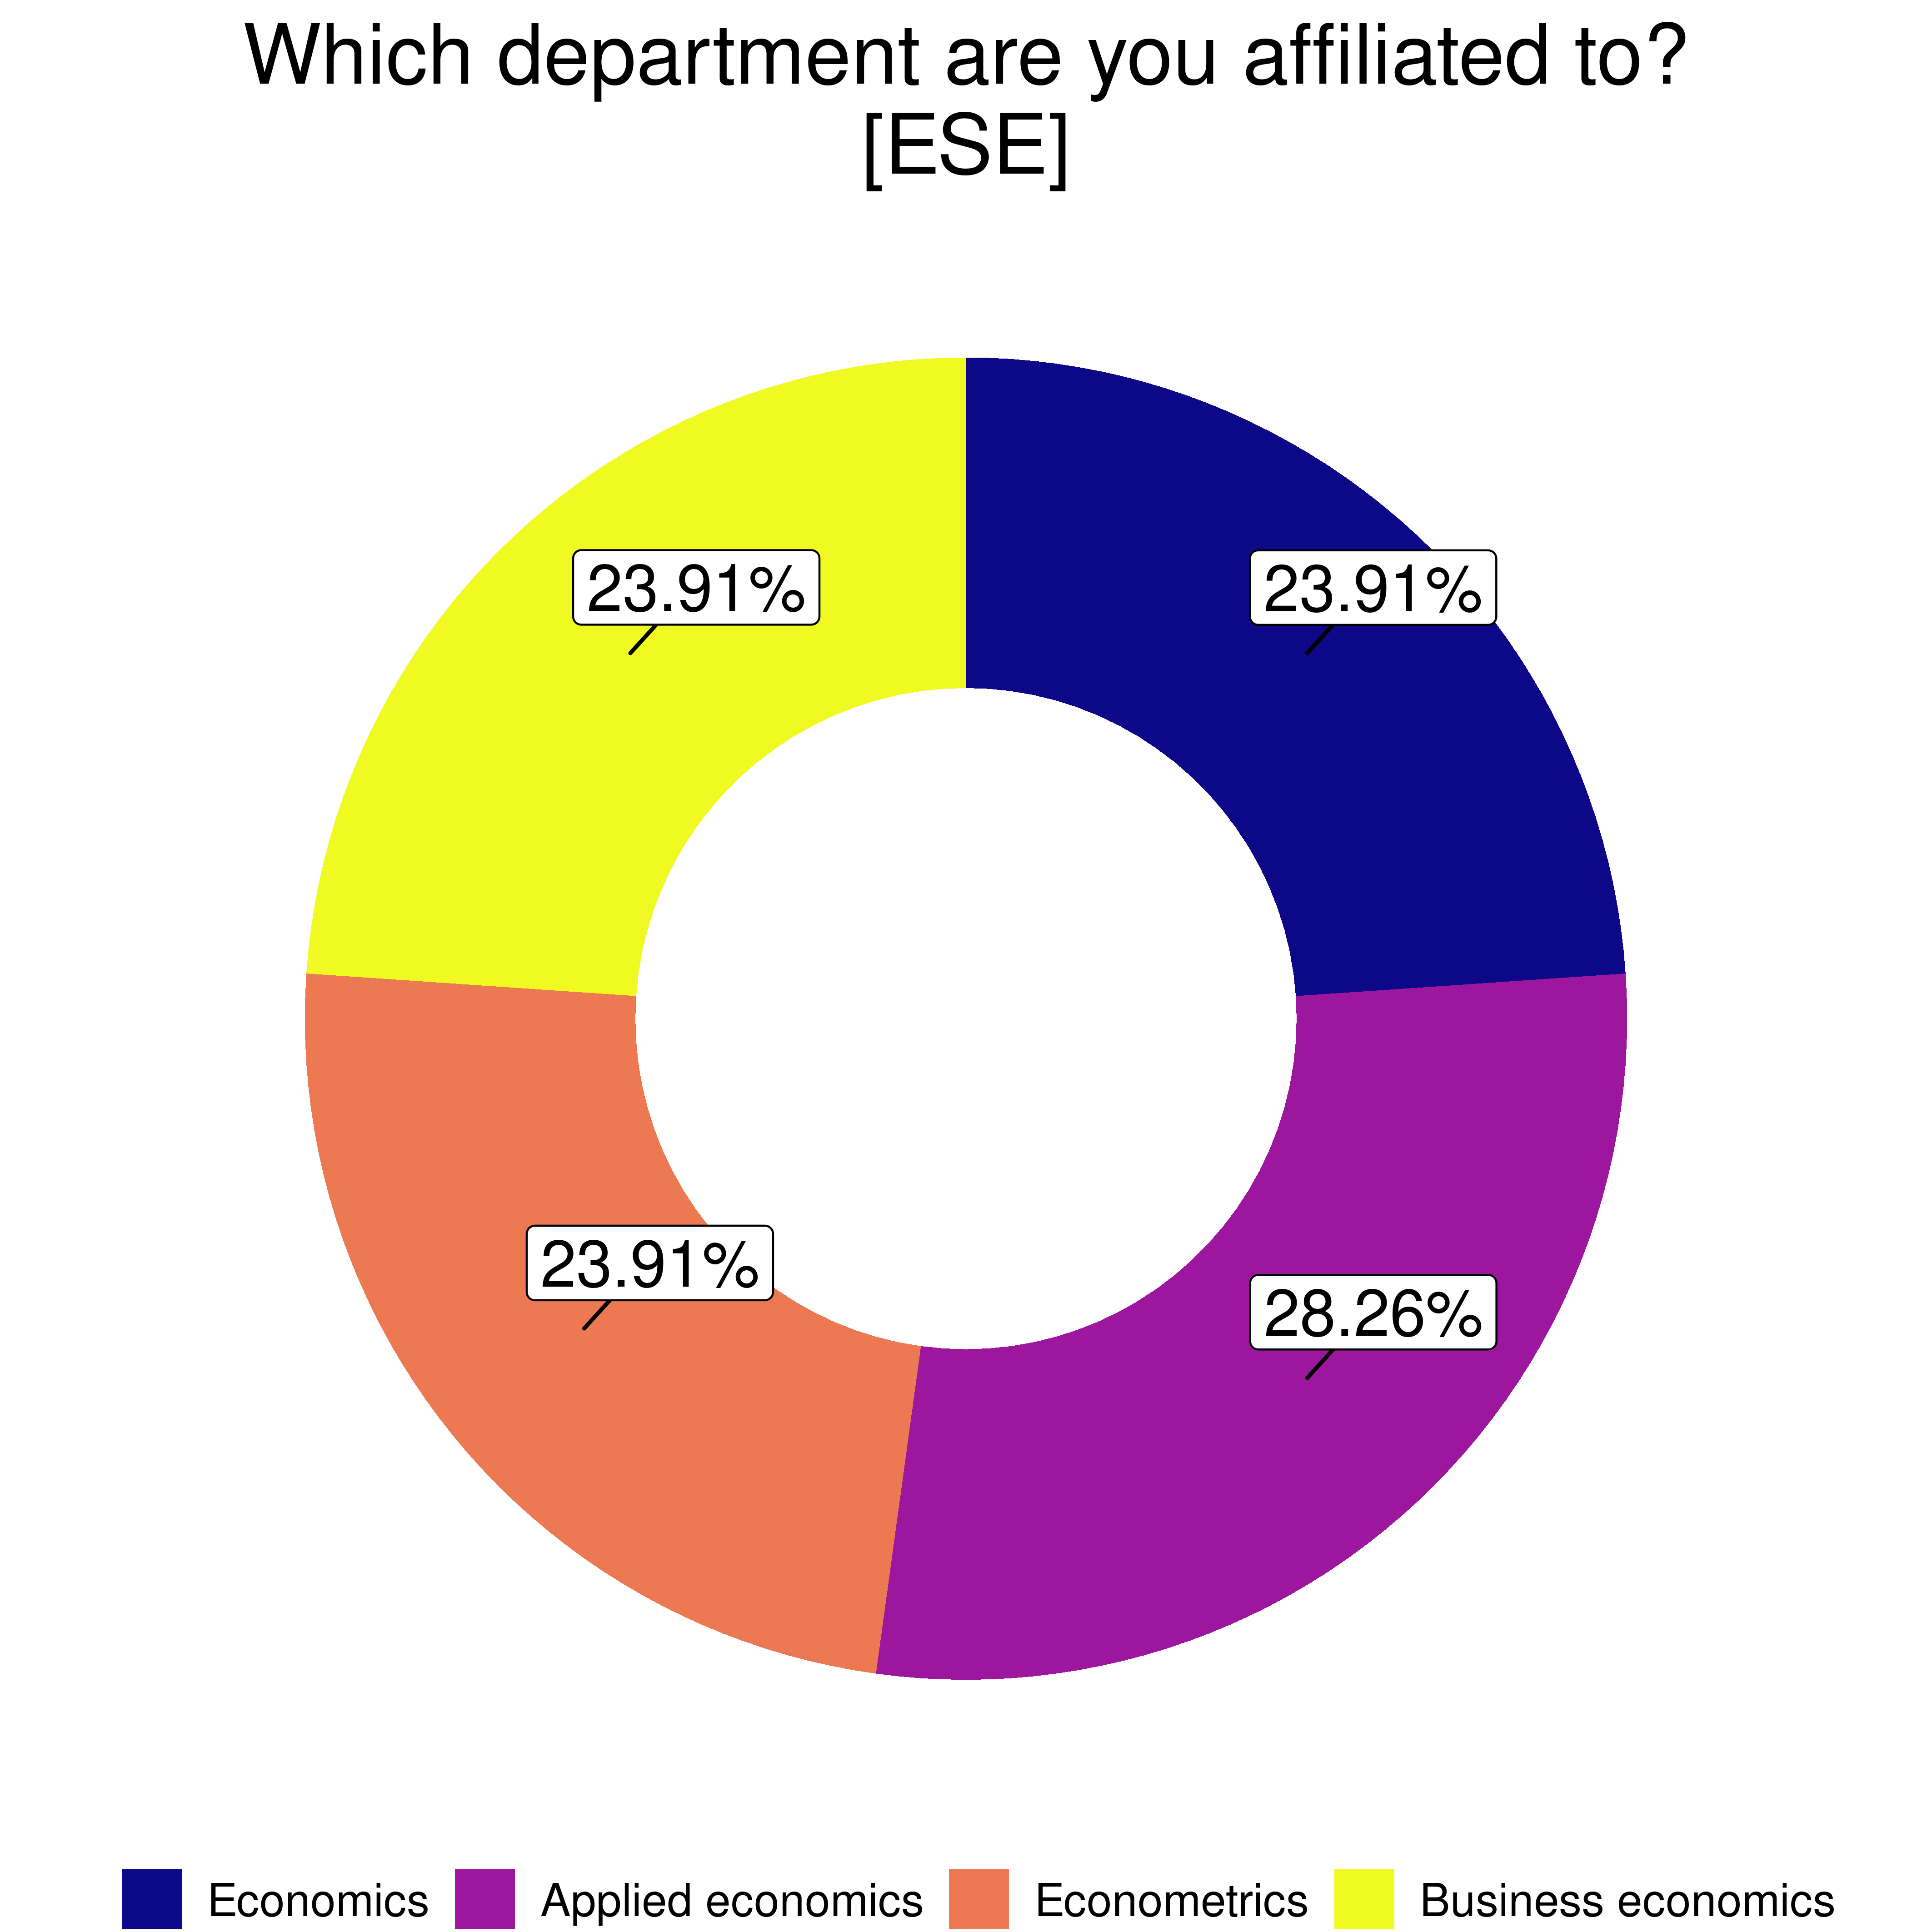 Which department are you affiliated to?
[ESE]
23.91%
23.91%
23.91%
28.26%
Economics
Applied economics
Econometrics
Business economics